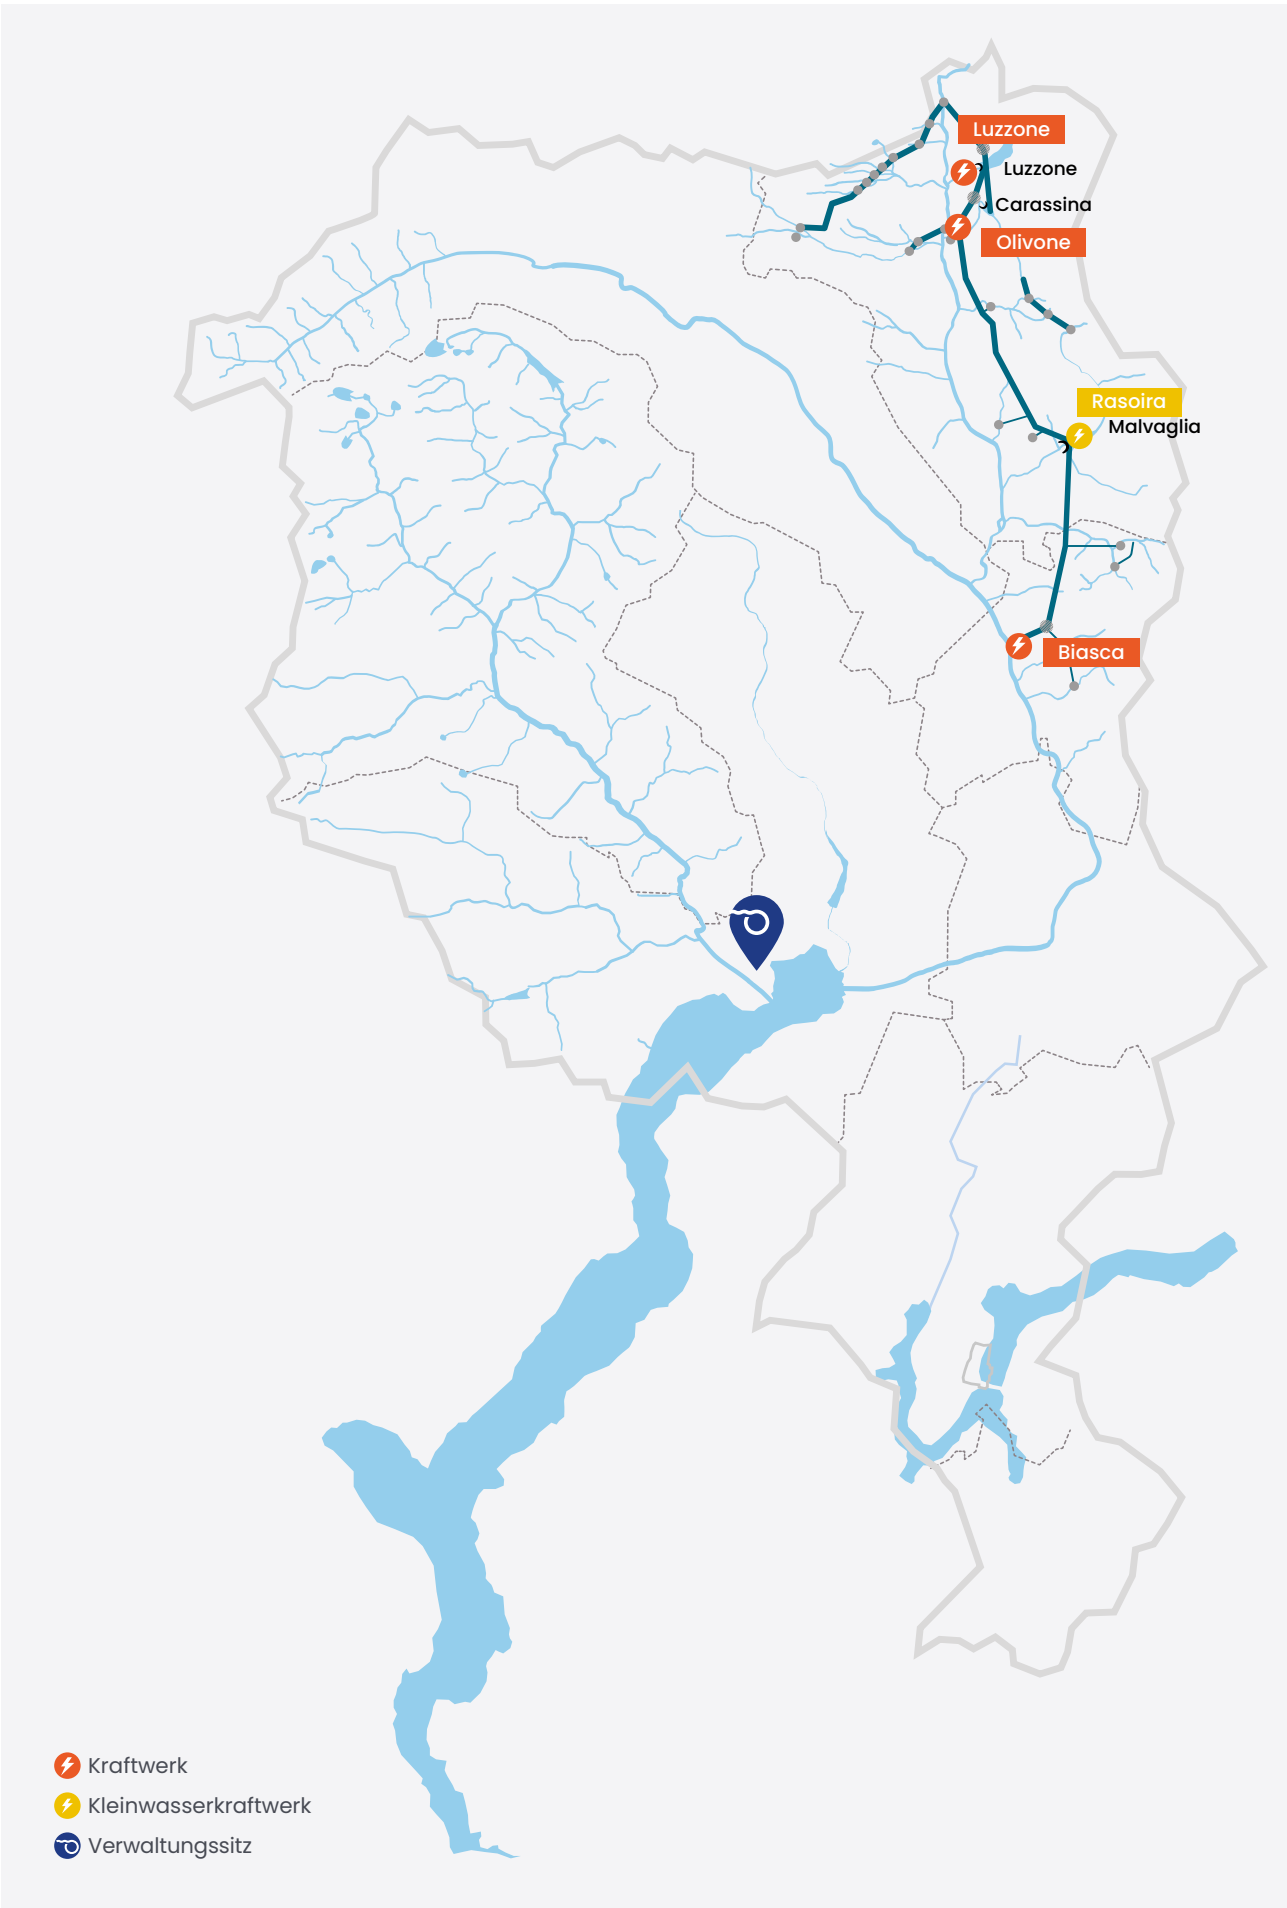 Luzzone
Luzzone
Carassina
Olivone
Rasoira
Malvaglia
Biasca
Kraftwerk
Kleinwasserkraftwerk
Verwaltungssitz